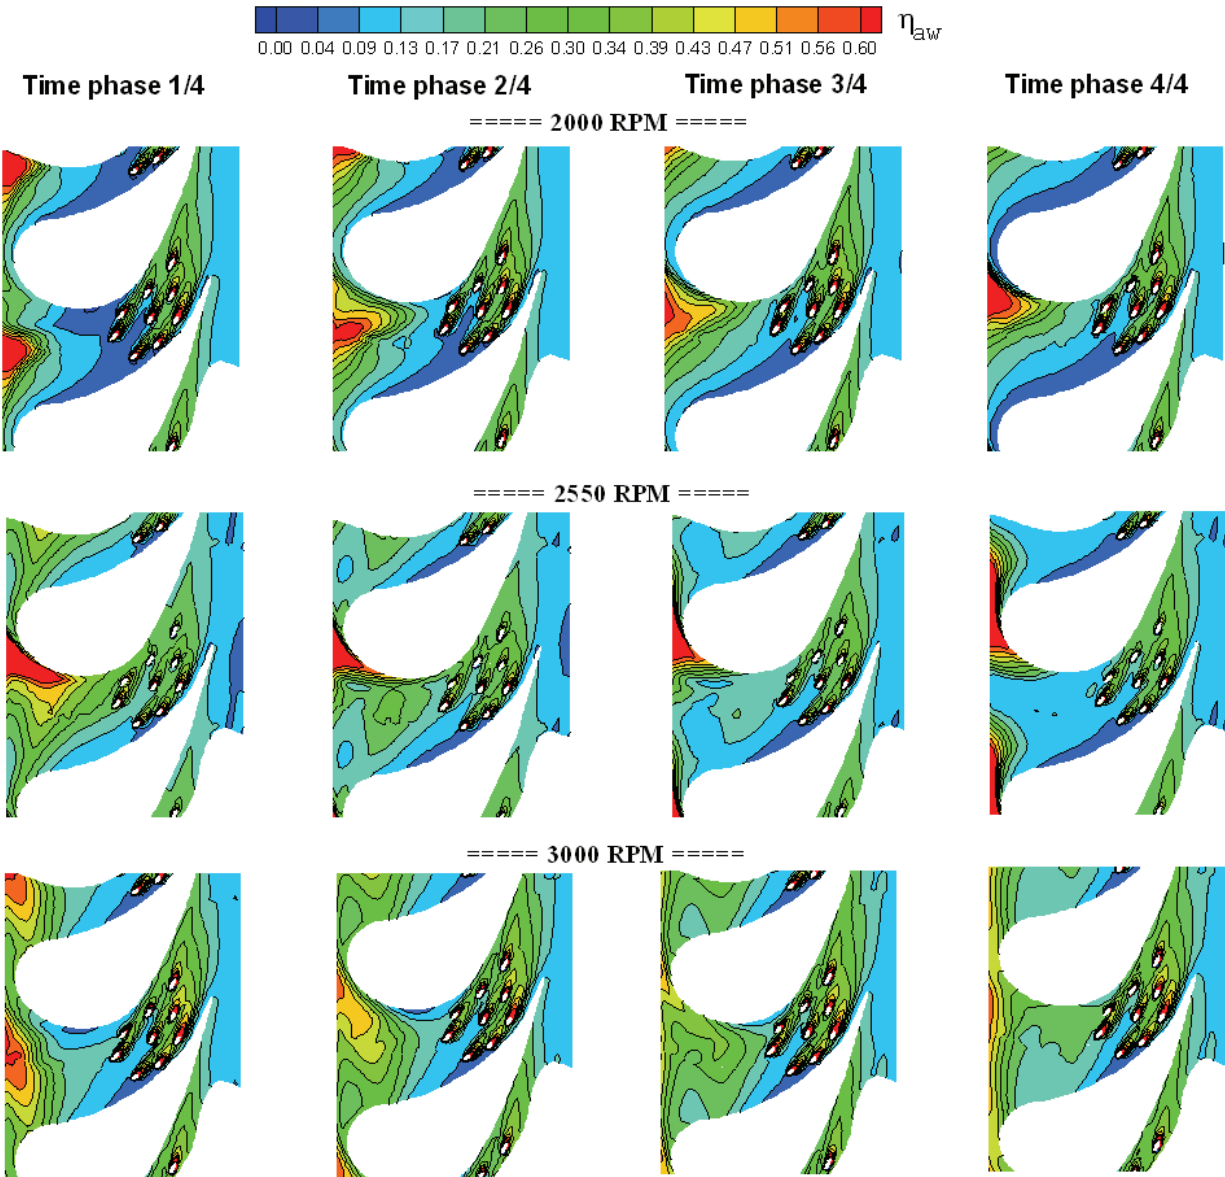 η_aw
0.00 0.04 0.09 0.13 0.17 0.21 0.26 0.30 0.34 0.39 0.43 0.47 0.51 0.56 0.60
Time phase 1/4 Time phase 2/4 Time phase 3/4 Time phase 4/4
===== 2000 RPM =====
===== 2550 RPM =====
===== 3000 RPM =====